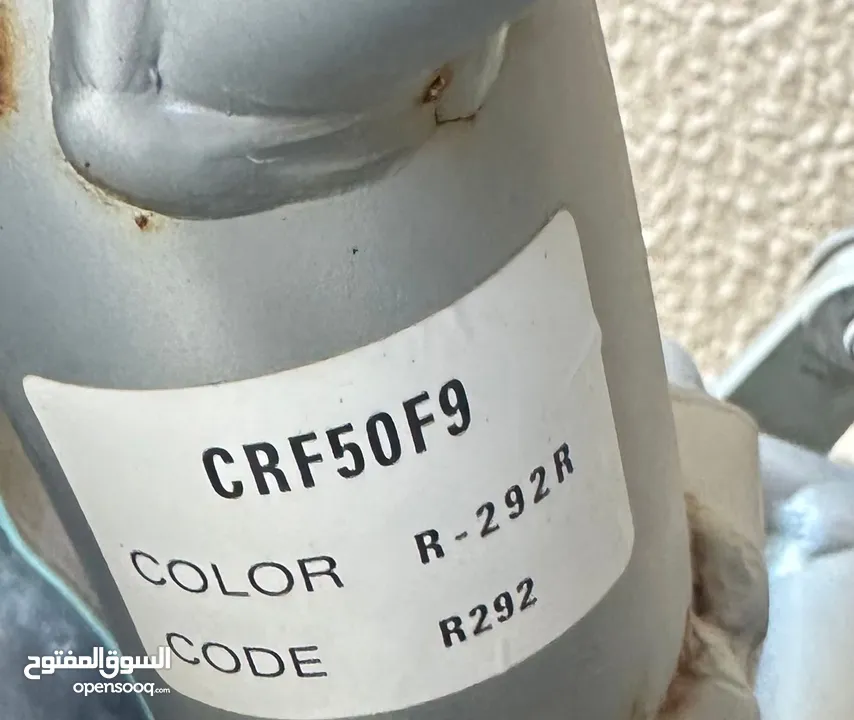 CRF50F9
COLOR R-292R
CODE R292
السوق المفتوح
opensooq.com